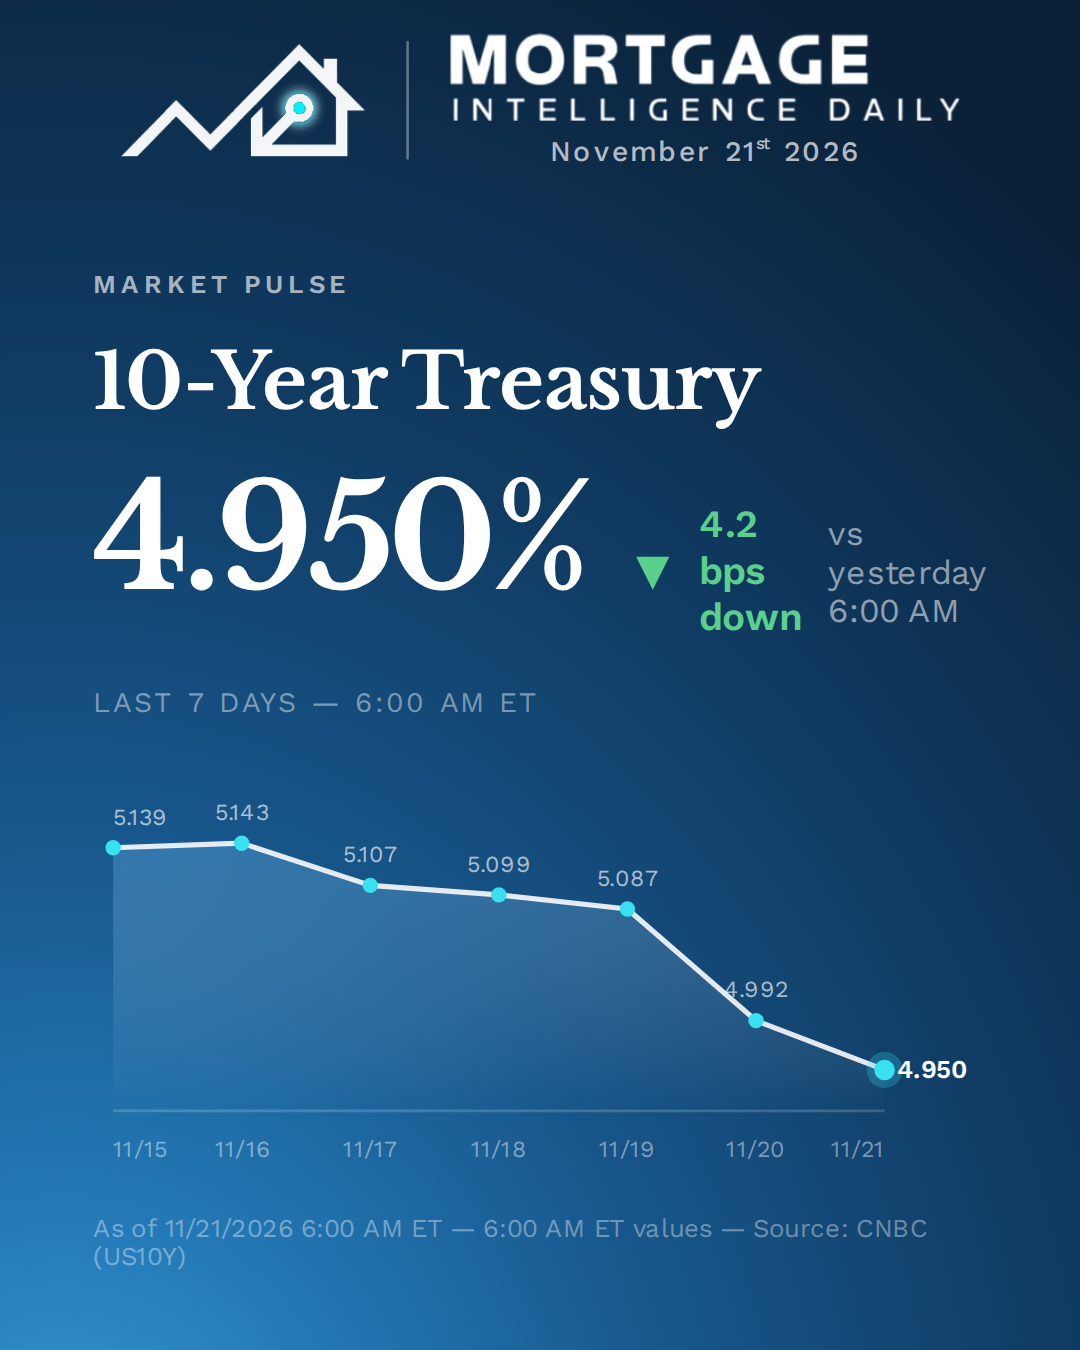 MORTGAGE
INTELLIGENCE DAILY
November 21st 2026
MARKET PULSE
10-Year Treasury
4.950%
▼
4.2
bps
down
vs
yesterday
6:00 AM
LAST 7 DAYS — 6:00 AM ET
5.139
5.143
5.107
5.099
5.087
4.992
4.950
11/15
11/16
11/17
11/18
11/19
11/20
11/21
As of 11/21/2026 6:00 AM ET — 6:00 AM ET values — Source: CNBC
(US10Y)